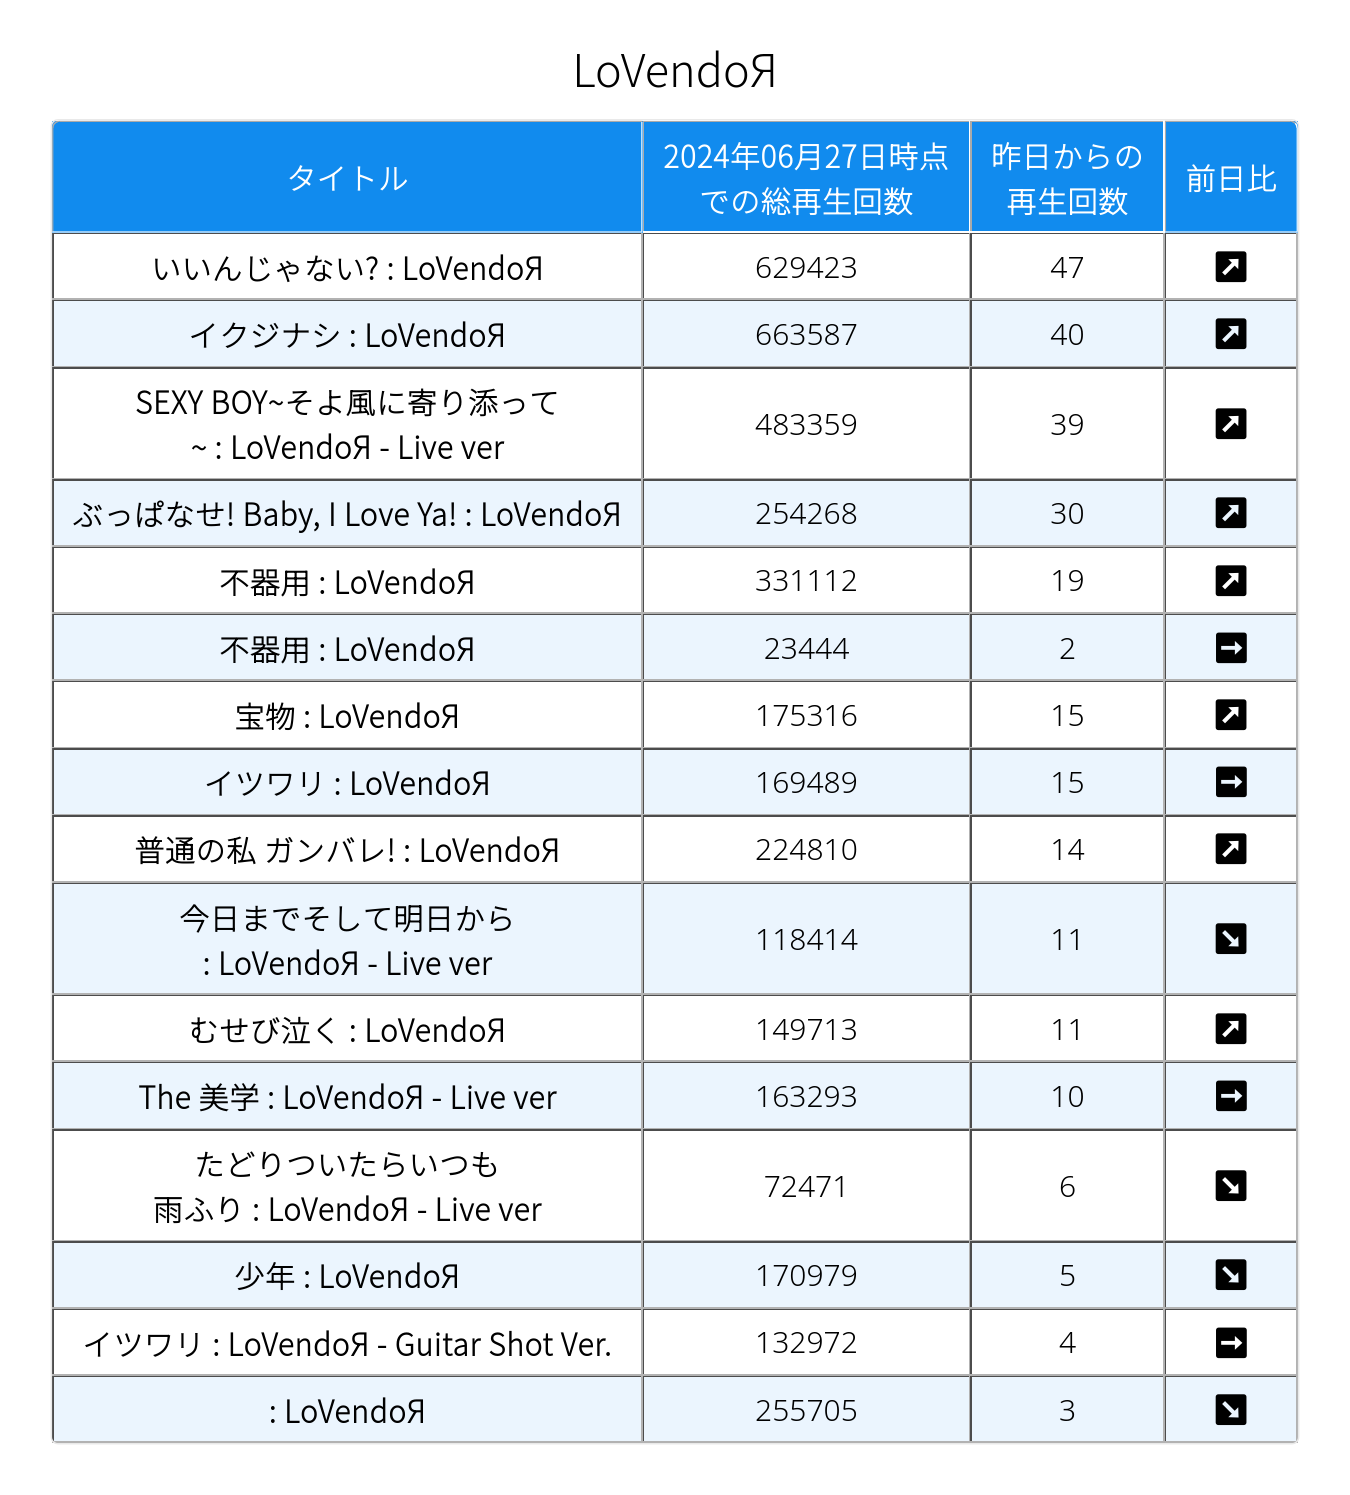 LoVendoЯ
タイトル
2024年06月27日時点
での総再生回数
昨日からの
再生回数
前日比
いいんじゃない? : LoVendoЯ 629423 47 ↗
イクジナシ : LoVendoЯ 663587 40 ↗
SEXY BOY~そよ風に寄り添って
~ : LoVendoЯ - Live ver 483359 39 ↗
ぶっぱなせ! Baby, I Love Ya! : LoVendoЯ 254268 30 ↗
不器用 : LoVendoЯ 331112 19 ↗
不器用 : LoVendoЯ 23444 2 →
宝物 : LoVendoЯ 175316 15 ↗
イツワリ : LoVendoЯ 169489 15 →
普通の私 ガンバレ! : LoVendoЯ 224810 14 ↗
今日までそして明日から
: LoVendoЯ - Live ver 118414 11 ↘
むせび泣く : LoVendoЯ 149713 11 ↗
The 美学 : LoVendoЯ - Live ver 163293 10 →
たどりついたらいつも
雨ふり : LoVendoЯ - Live ver 72471 6 ↘
少年 : LoVendoЯ 170979 5 ↘
イツワリ : LoVendoЯ - Guitar Shot Ver. 132972 4 →
: LoVendoЯ 255705 3 ↘